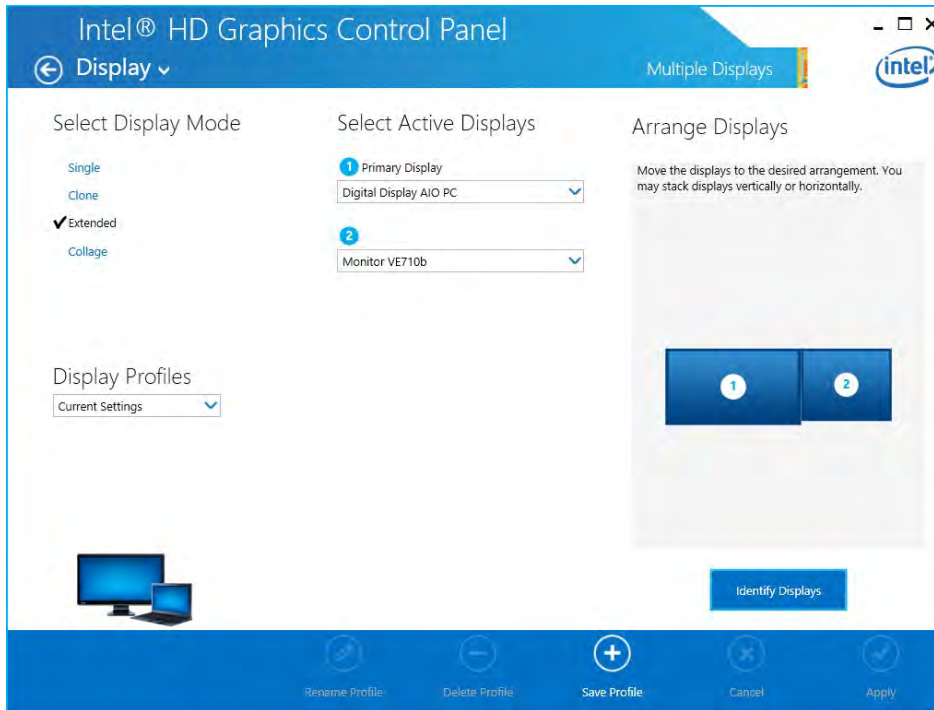 Intel® HD Graphics Control Panel
Display
Multiple Displays
intel
Select Display Mode
Single
Clone
Extended
Collage
Display Profiles
Current Settings
Select Active Displays
1 Primary Display
Digital Display AIO PC
2
Monitor VE710b
Arrange Displays
Move the displays to the desired arrangement. You
may stack displays vertically or horizontally.
1
2
Identify Displays
Rename Profile
Delete Profile
Save Profile
Cancel
Apply